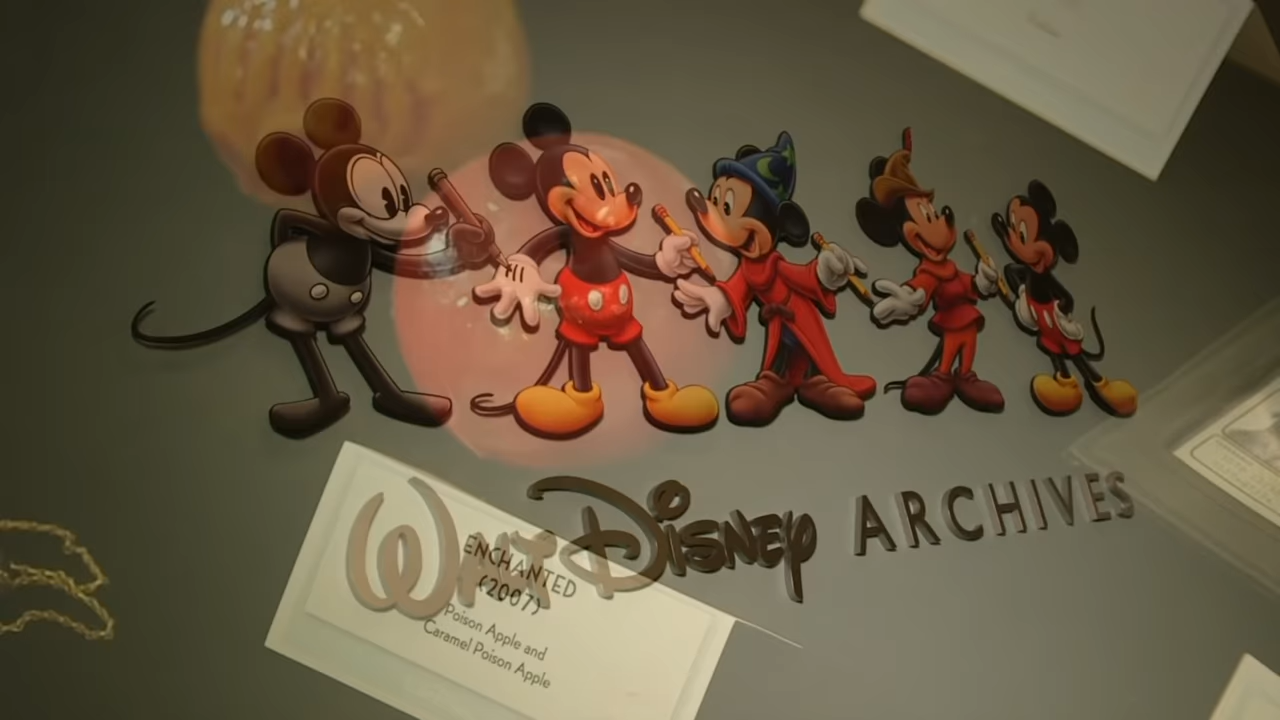 Walt Disney ARCHIVES
ENCHANTED
(2007)
Poison Apple and
Caramel Poison Apple